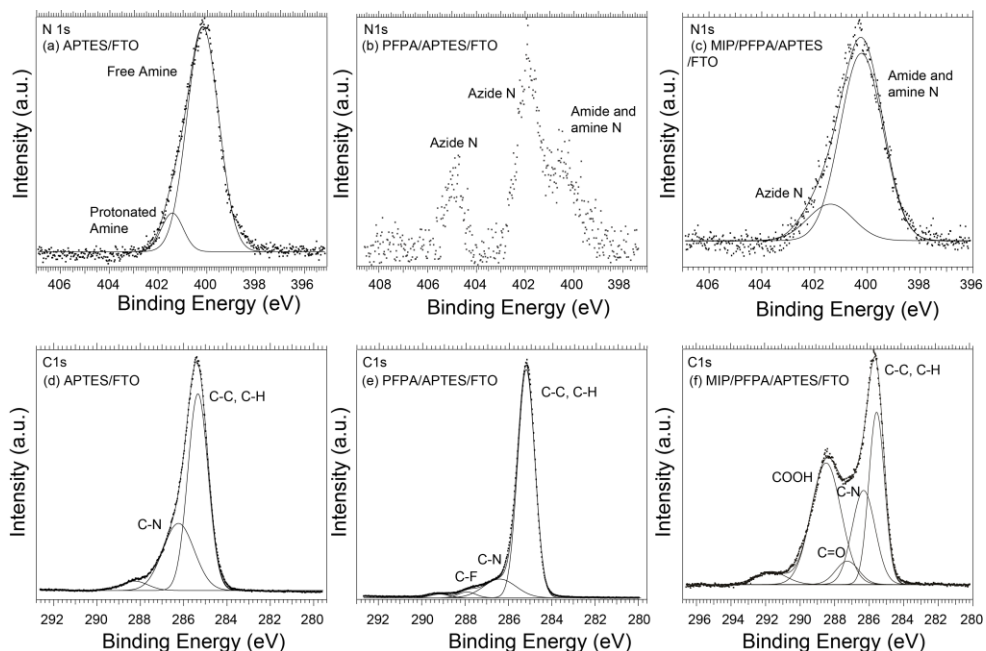 N 1s
(a) APTES/FTO
Free Amine
Protonated
Amine
Intensity (a.u.)
406 404 402 400 398 396
Binding Energy (eV)
N1s
(b) PFPA/APTES/FTO
Azide N
Azide N
Amide and
amine N
Intensity (a.u.)
408 406 404 402 400 398
Binding Energy (eV)
N1s
(c) MIP/PFPA/APTES
/FTO
Amide and
amine N
Azide N
Intensity (a.u.)
406 404 402 400 398 396
Binding Energy (eV)
C1s
(d) APTES/FTO
C-C, C-H
C-N
Intensity (a.u.)
292 290 288 286 284 282 280
Binding Energy (eV)
C1s
(e) PFPA/APTES/FTO
C-C, C-H
C-N
C-F
Intensity (a.u.)
292 290 288 286 284 282 280
Binding Energy (eV)
C1s
(f) MIP/PFPA/APTES/FTO
C-C, C-H
COOH
C-N
C=O
Intensity (a.u.)
296 294 292 290 288 286 284 282 280
Binding Energy (eV)